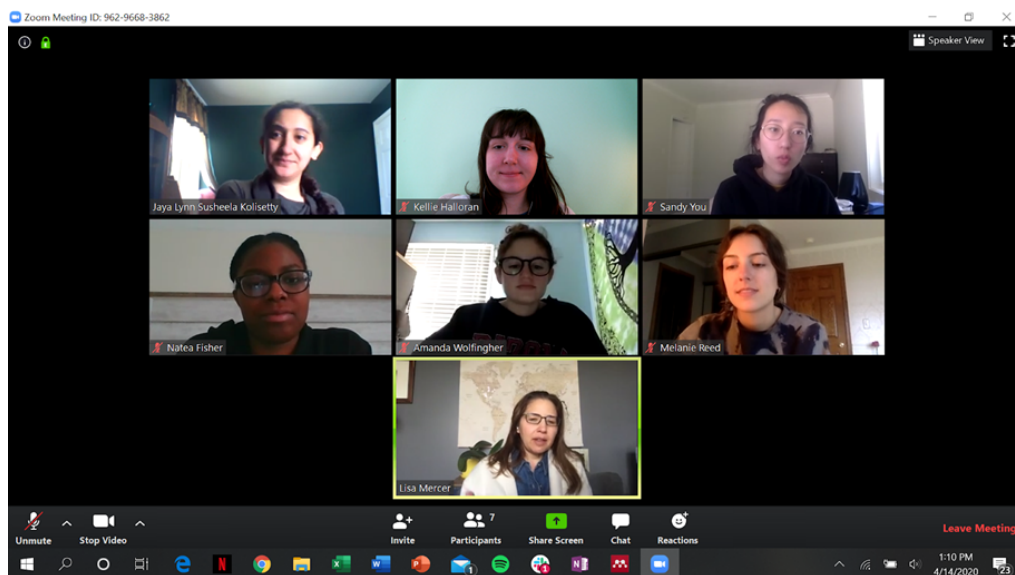 Zoom Meeting ID: 962-9668-3862
Speaker View
Jaya Lynn Susheela Kolisetty
Kellie Halloran
Sandy You
Natea Fisher
Amanda Wolfingher
Melanie Reed
Lisa Mercer
Unmute
Stop Video
Invite
Participants 7
Share Screen
Chat
Reactions
Leave Meeting
1:10 PM
4/14/2020
23